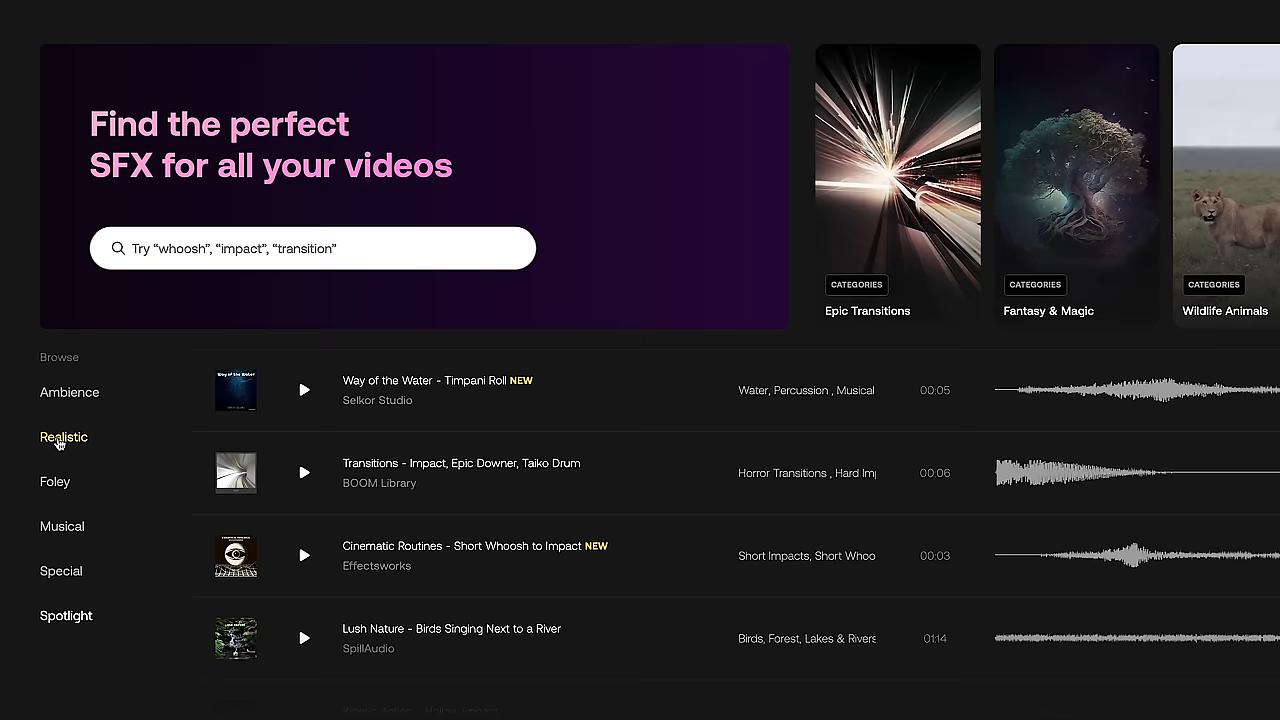 Find the perfect
SFX for all your videos
Try “whoosh”, “impact”, “transition”
CATEGORIES
Epic Transitions
CATEGORIES
Fantasy & Magic
CATEGORIES
Wildlife Animals
Browse
Ambience
Realistic
Foley
Musical
Special
Spotlight
Way of the Water - Timpani Roll NEW
Selkor Studio
Water, Percussion , Musical
00:05
Transitions - Impact, Epic Downer, Taiko Drum
BOOM Library
Horror Transitions , Hard Imp
00:06
Cinematic Routines - Short Whoosh to Impact NEW
Effectsworks
Short Impacts, Short Whoo
00:03
Lush Nature - Birds Singing Next to a River
SpillAudio
Birds, Forest, Lakes & Rivers
01:14